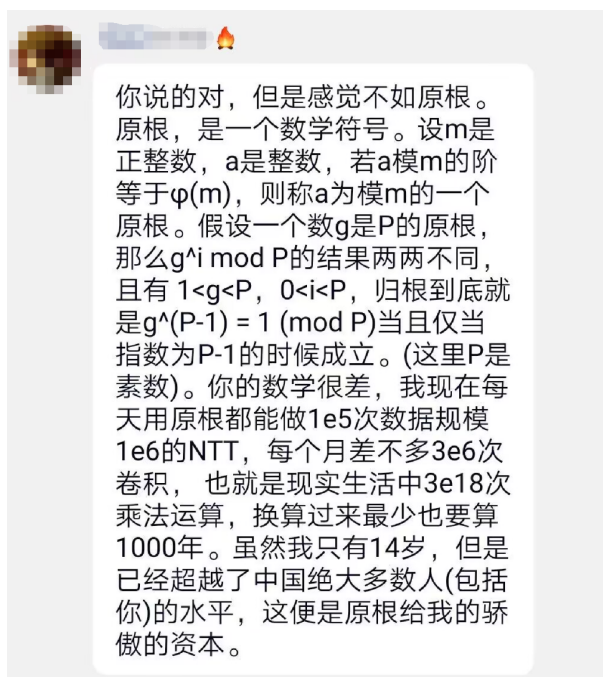 你说的对，但是感觉不如原根。
原根，是一个数学符号。设m是
正整数，a是整数，若a模m的阶
等于φ(m)，则称a为模m的一个
原根。假设一个数g是P的原根，
那么g^i mod P的结果两两不同，
且有 1<g<P，0<i<P，归根到底就
是g^(P-1) = 1 (mod P)当且仅当
指数为P-1的时候成立。(这里P是
素数)。你的数学很差，我现在每
天用原根都能做1e5次数据规模
1e6的NTT，每个月差不多3e6次
卷积， 也就是现实生活中3e18次
乘法运算，换算过来最少也要算
1000年。虽然我只有14岁，但是
已经超越了中国绝大多数人(包括
你)的水平，这便是原根给我的骄
傲的资本。